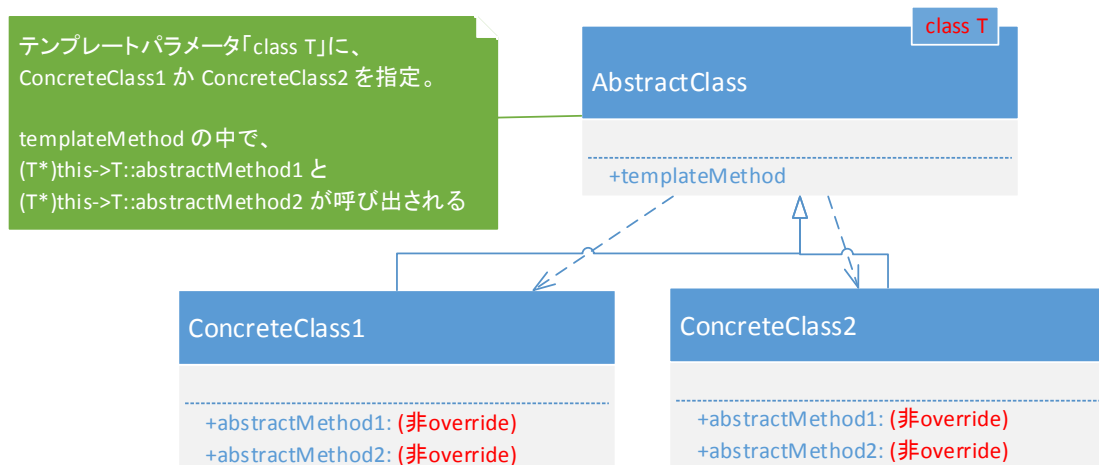 テンプレートパラメータ「class T」に、
ConcreteClass1 か ConcreteClass2 を指定。
templateMethod の中で、
(T*)this->T::abstractMethod1 と
(T*)this->T::abstractMethod2 が呼び出される
class T
AbstractClass
+templateMethod
ConcreteClass1
+abstractMethod1: (非override)
+abstractMethod2: (非override)
ConcreteClass2
+abstractMethod1: (非override)
+abstractMethod2: (非override)